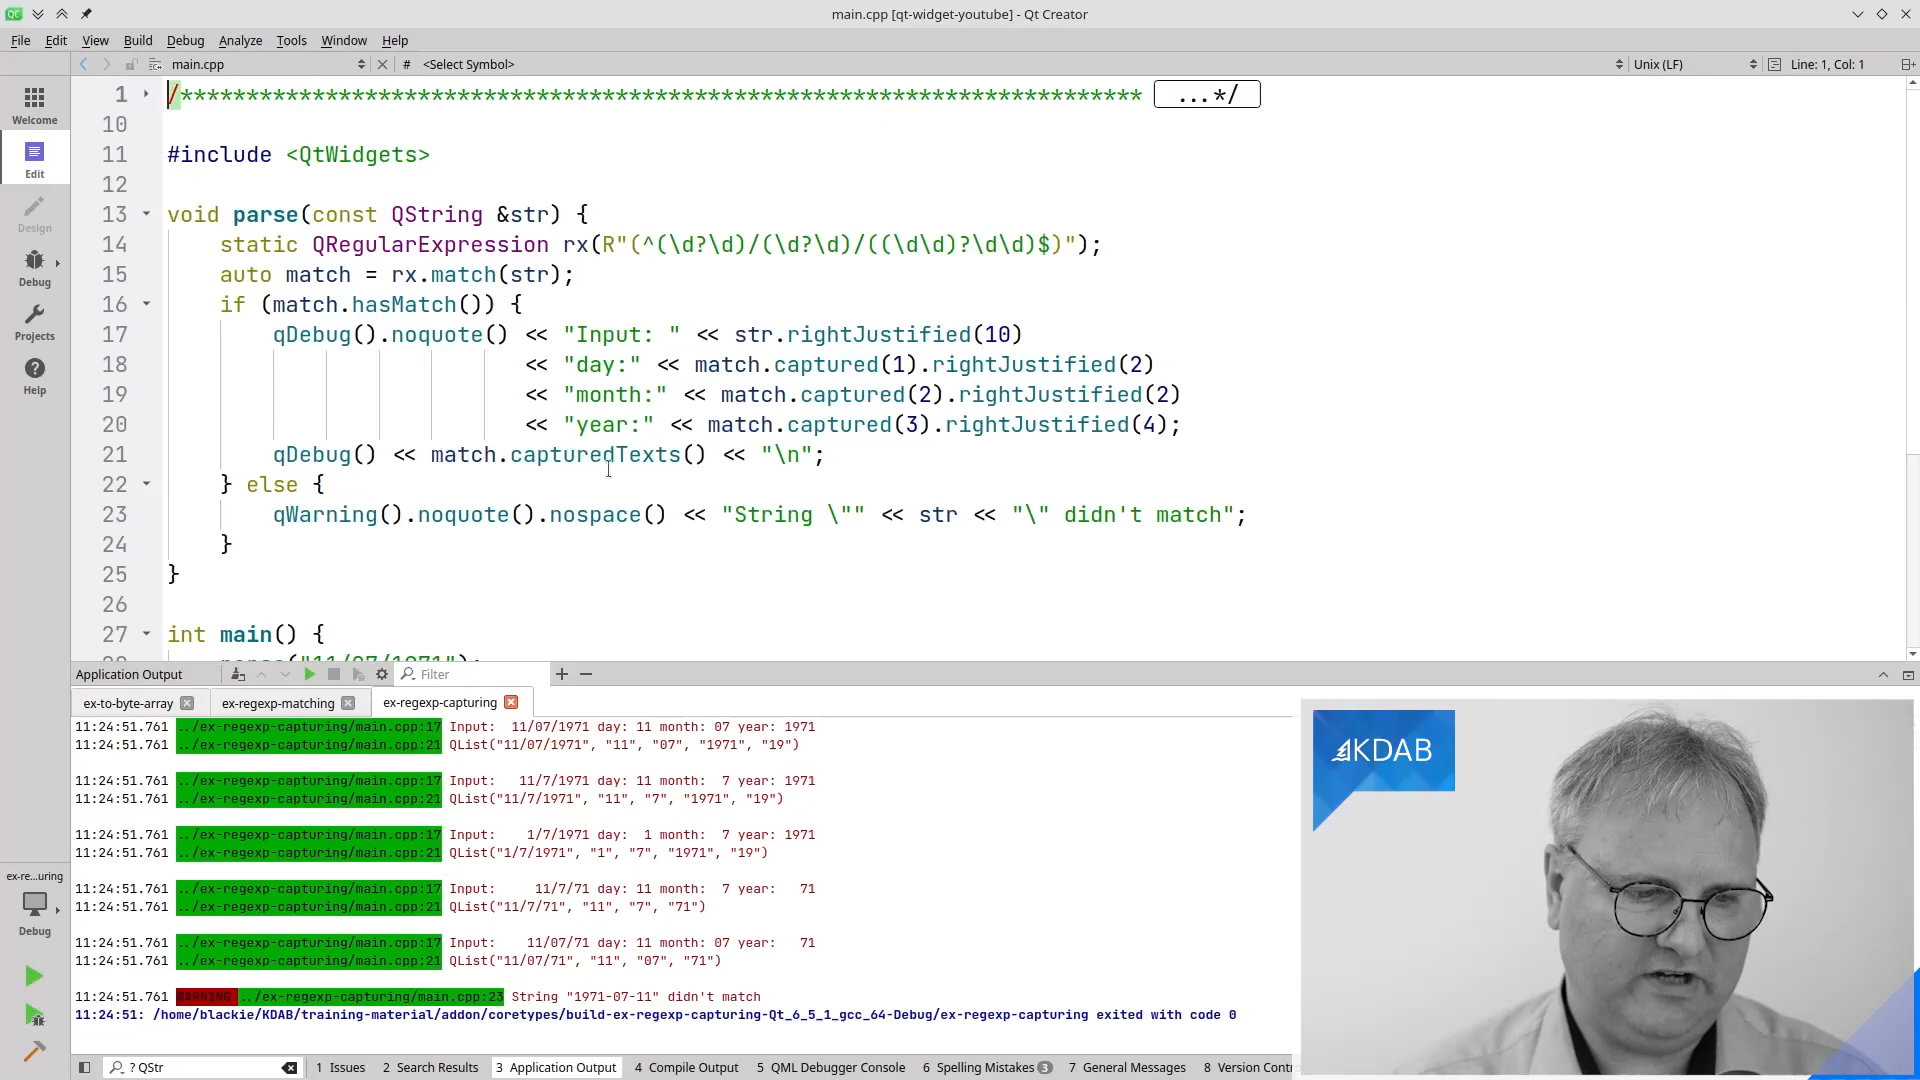 main.cpp [qt-widget-youtube] - Qt Creator
File Edit View Build Debug Analyze Tools Window Help
main.cpp # <Select Symbol> Unix (LF) Line: 1, Col: 1
1 /************************************************************************** ...*/
10
11 #include <QtWidgets>
12
13 void parse(const QString &str) {
14 static QRegularExpression rx(R"(^(\d?\d)/(\d?\d)/((\d\d)?\d\d)$)");
15 auto match = rx.match(str);
16 if (match.hasMatch()) {
17 qDebug().noquote() << "Input: " << str.rightJustified(10)
18 << "day:" << match.captured(1).rightJustified(2)
19 << "month:" << match.captured(2).rightJustified(2)
20 << "year:" << match.captured(3).rightJustified(4);
21 qDebug() << match.capturedTexts() << "\n";
22 } else {
23 qWarning().noquote().nospace() << "String \"" << str << "\" didn't match";
24 }
25 }
26
27 int main() {
28 parse("11/07/1971");
Welcome
Edit
Design
Debug
Projects
Help
ex-re...uring
Debug
Application Output Filter
ex-to-byte-array ex-regexp-matching ex-regexp-capturing
11:24:51.761 ../ex-regexp-capturing/main.cpp:17 Input: 11/07/1971 day: 11 month: 07 year: 1971
11:24:51.761 ../ex-regexp-capturing/main.cpp:21 QList("11/07/1971", "11", "07", "1971", "19")
11:24:51.761 ../ex-regexp-capturing/main.cpp:17 Input: 11/7/1971 day: 11 month: 7 year: 1971
11:24:51.761 ../ex-regexp-capturing/main.cpp:21 QList("11/7/1971", "11", "7", "1971", "19")
11:24:51.761 ../ex-regexp-capturing/main.cpp:17 Input: 1/7/1971 day: 1 month: 7 year: 1971
11:24:51.761 ../ex-regexp-capturing/main.cpp:21 QList("1/7/1971", "1", "7", "1971", "19")
11:24:51.761 ../ex-regexp-capturing/main.cpp:17 Input: 11/7/71 day: 11 month: 7 year: 71
11:24:51.761 ../ex-regexp-capturing/main.cpp:21 QList("11/7/71", "11", "7", "71")
11:24:51.761 ../ex-regexp-capturing/main.cpp:17 Input: 11/07/71 day: 11 month: 07 year: 71
11:24:51.761 ../ex-regexp-capturing/main.cpp:21 QList("11/07/71", "11", "07", "71")
11:24:51.761 WARNING ../ex-regexp-capturing/main.cpp:23 String "1971-07-11" didn't match
11:24:51: /home/blackie/KDAB/training-material/addon/coretypes/build-ex-regexp-capturing-Qt_6_5_1_gcc_64-Debug/ex-regexp-capturing exited with code 0
KDAB
? QStr 1 Issues 2 Search Results 3 Application Output 4 Compile Output 5 QML Debugger Console 6 Spelling Mistakes 3 7 General Messages 8 Version Cont